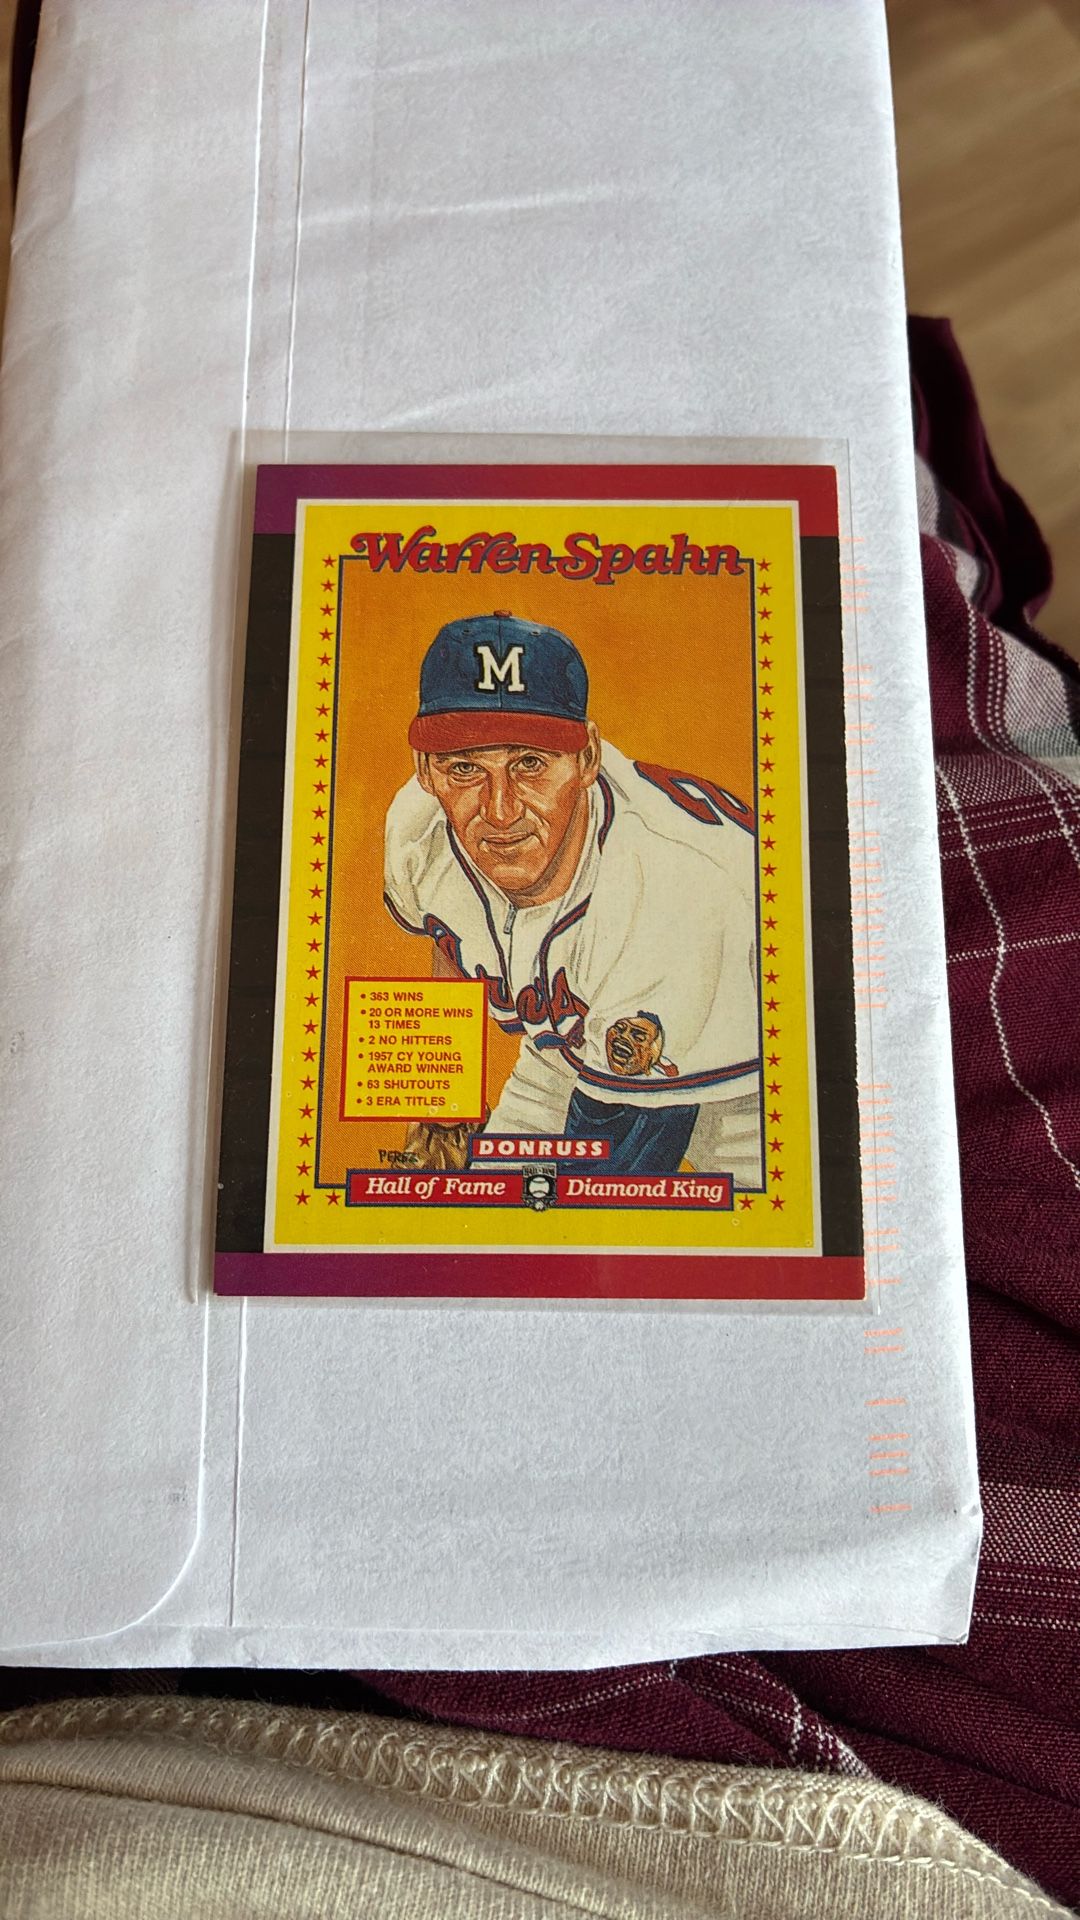 Warren Spahn
M
2
• 363 WINS
• 20 OR MORE WINS
13 TIMES
• 2 NO HITTERS
• 1957 CY YOUNG
AWARD WINNER
• 63 SHUTOUTS
• 3 ERA TITLES
PEREZ
DONRUSS
Hall of Fame
Diamond King